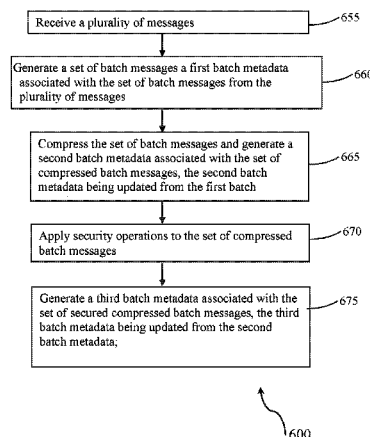 Receive a plurality of messages
655
Generate a set of batch messages a first batch metadata
associated with the set of batch messages from the
plurality of messages
660
Compress the set of batch messages and generate a
second batch metadata associated with the set of
compressed batch messages, the second batch
metadata being updated from the first batch
665
Apply security operations to the set of compressed
batch messages
670
Generate a third batch metadata associated with the
set of secured compressed batch messages, the third
batch metadata being updated from the second
batch metadata;
675
600